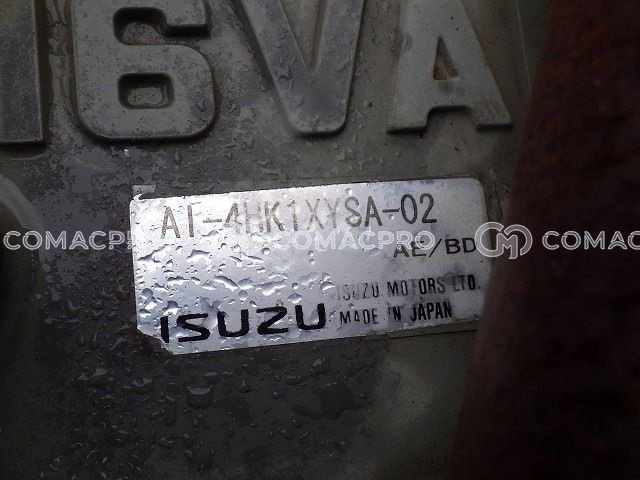 16VA
AT-4HK1XYSA-02
AE/BD
ISUZU MOTORS LTD.
ISUZU MADE IN JAPAN
COMACPRO COMACPRO COMACPRO